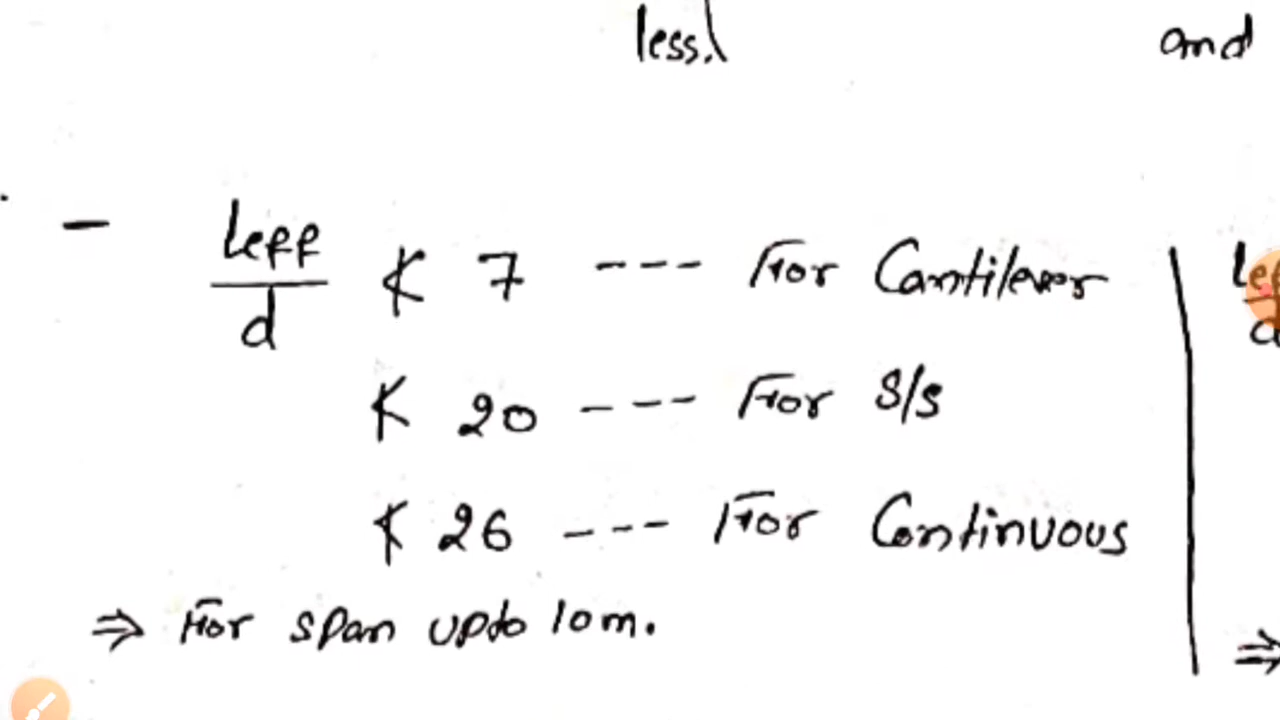 less.) and
- leff/d ≮ 7 --- For Cantilever
≮ 20 --- For S/S
≮ 26 --- For Continuous
⇒ For span upto 10m.
⇒